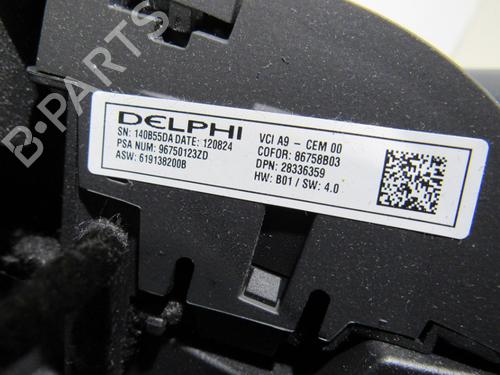 B-PARTS
DELPHI
SN: 140B55DA DATE: 120824
PSA NUM: 96750123ZD
ASW: 619138200B
VCI A9 - CEM 00
COFOR: 86758B03
DPN: 28336359
HW: B01 / SW: 4.0